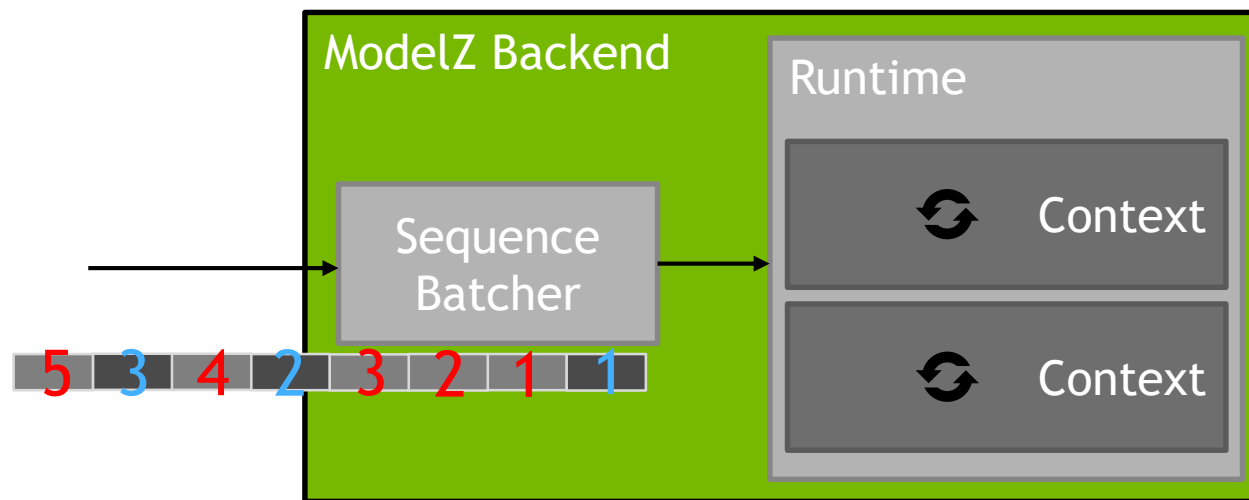 ModelZ Backend
Runtime
Context
Sequence
Batcher
5 3 4 2 3 2 1 1
Context